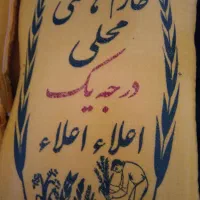 طارم هاشمی
محلی
درجه یک
اعلاء اعلاء